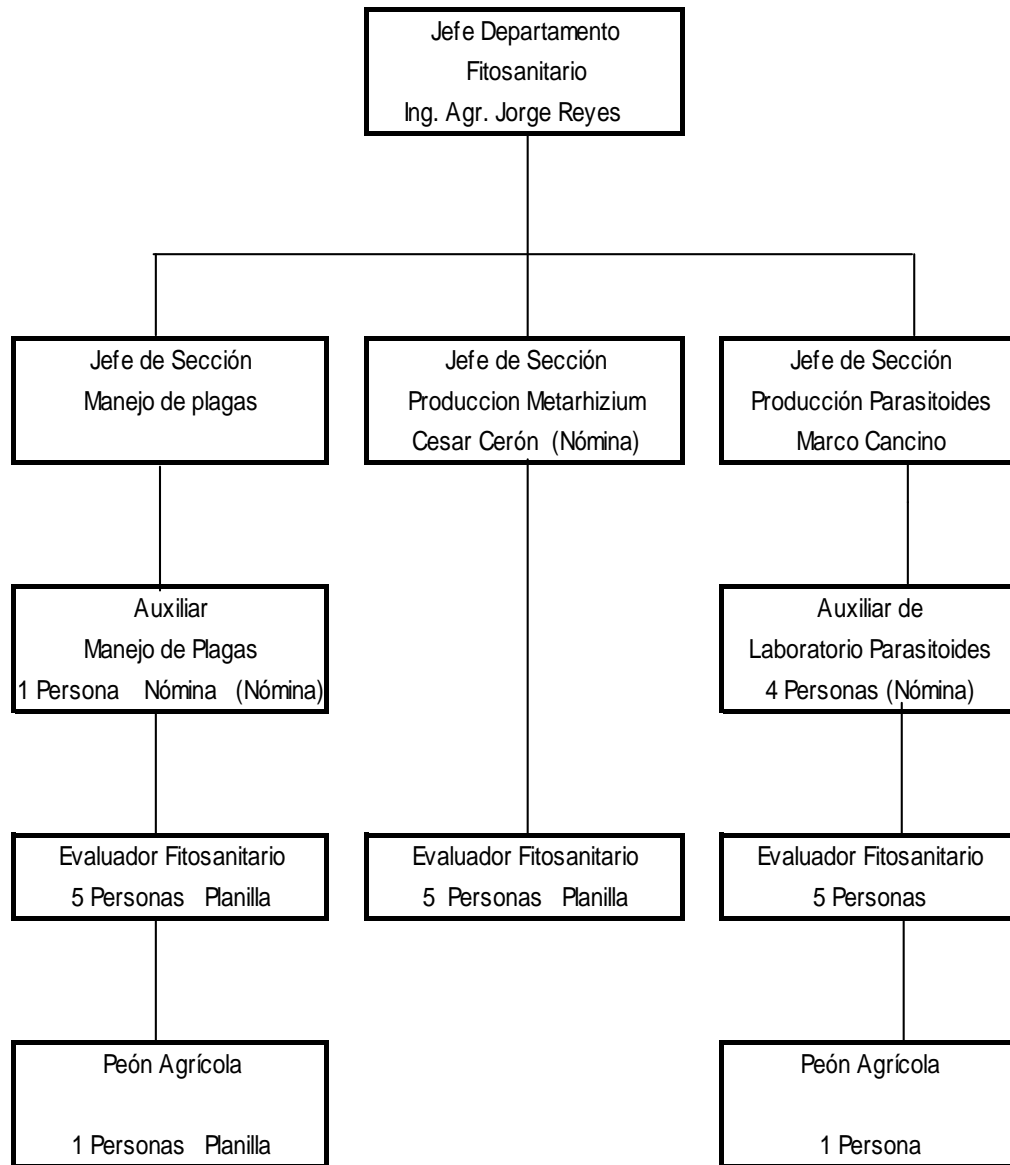 Jefe Departamento
Fitosanitario
Ing. Agr. Jorge Reyes
Jefe de Sección
Manejo de plagas
Jefe de Sección
Produccion Metarhizium
Cesar Cerón (Nómina)
Jefe de Sección
Producción Parasitoides
Marco Cancino
Auxiliar
Manejo de Plagas
1 Persona Nómina (Nómina)
Auxiliar de
Laboratorio Parasitoides
4 Personas (Nómina)
Evaluador Fitosanitario
5 Personas Planilla
Evaluador Fitosanitario
5 Personas Planilla
Evaluador Fitosanitario
5 Personas
Peón Agrícola
1 Personas Planilla
Peón Agrícola
1 Persona